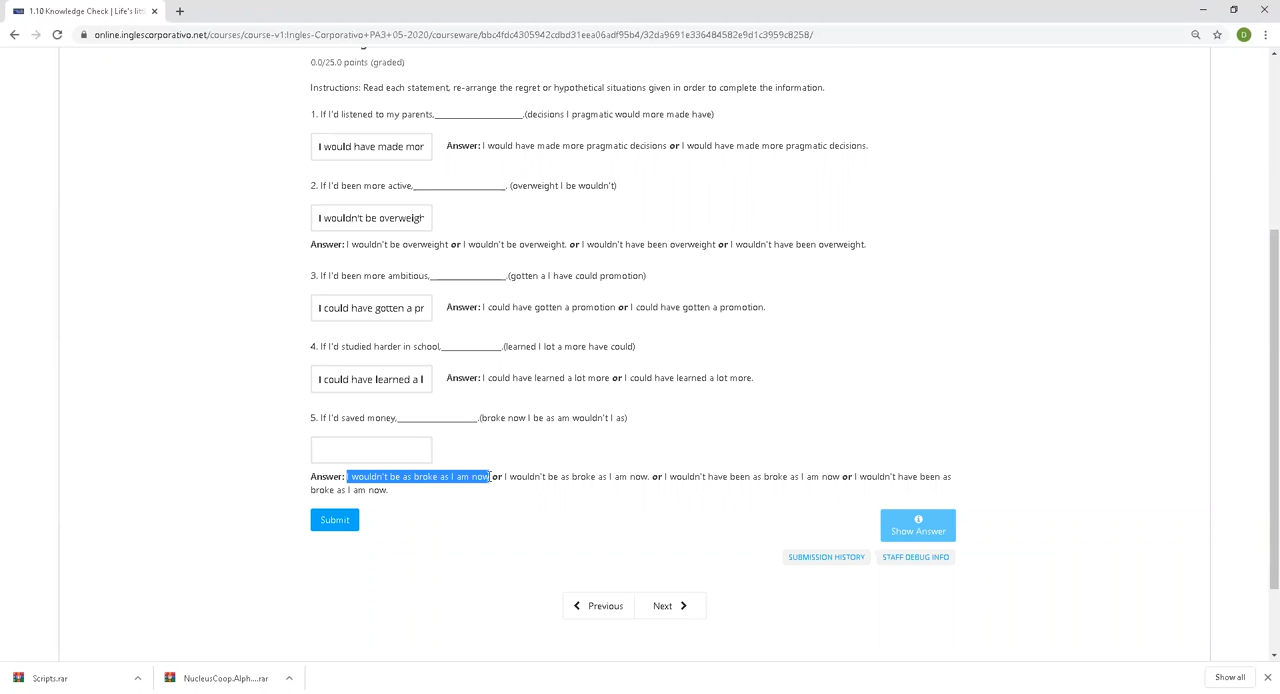 1.10 Knowledge Check | Life's litt
online.inglescorporativo.net/courses/course-v1:Ingles-Corporativo+PA3+05-2020/courseware/bbc4fdc4305942cdbd31eea06adf95b4/32da9691e336484582e9d1c3959c8258/
D
0.0/25.0 points (graded)
Instructions: Read each statement, re-arrange the regret or hypothetical situations given in order to complete the information.
1. If I'd listened to my parents,__________________.(decisions I pragmatic would more made have)
I would have made mor
Answer: I would have made more pragmatic decisions or I would have made more pragmatic decisions.
2. If I'd been more active,___________________. (overweight I be wouldn't)
I wouldn't be overweigh
Answer: I wouldn't be overweight or I wouldn't be overweight. or I wouldn't have been overweight or I wouldn't have been overweight.
3. If I'd been more ambitious,________________.(gotten a I have could promotion)
I could have gotten a pr
Answer: I could have gotten a promotion or I could have gotten a promotion.
4. If I'd studied harder in school,____________.(learned I lot a more have could)
I could have learned a l
Answer: I could have learned a lot more or I could have learned a lot more.
5. If I'd saved money,________________.(broke now I be as am wouldn't I as)
Answer: I wouldn't be as broke as I am now or I wouldn't be as broke as I am now. or I wouldn't have been as broke as I am now or I wouldn't have been as
broke as I am now.
Submit
Show Answer
SUBMISSION HISTORY
STAFF DEBUG INFO
Previous
Next
Scripts.rar
NucleusCoop.Alph....rar
Show all